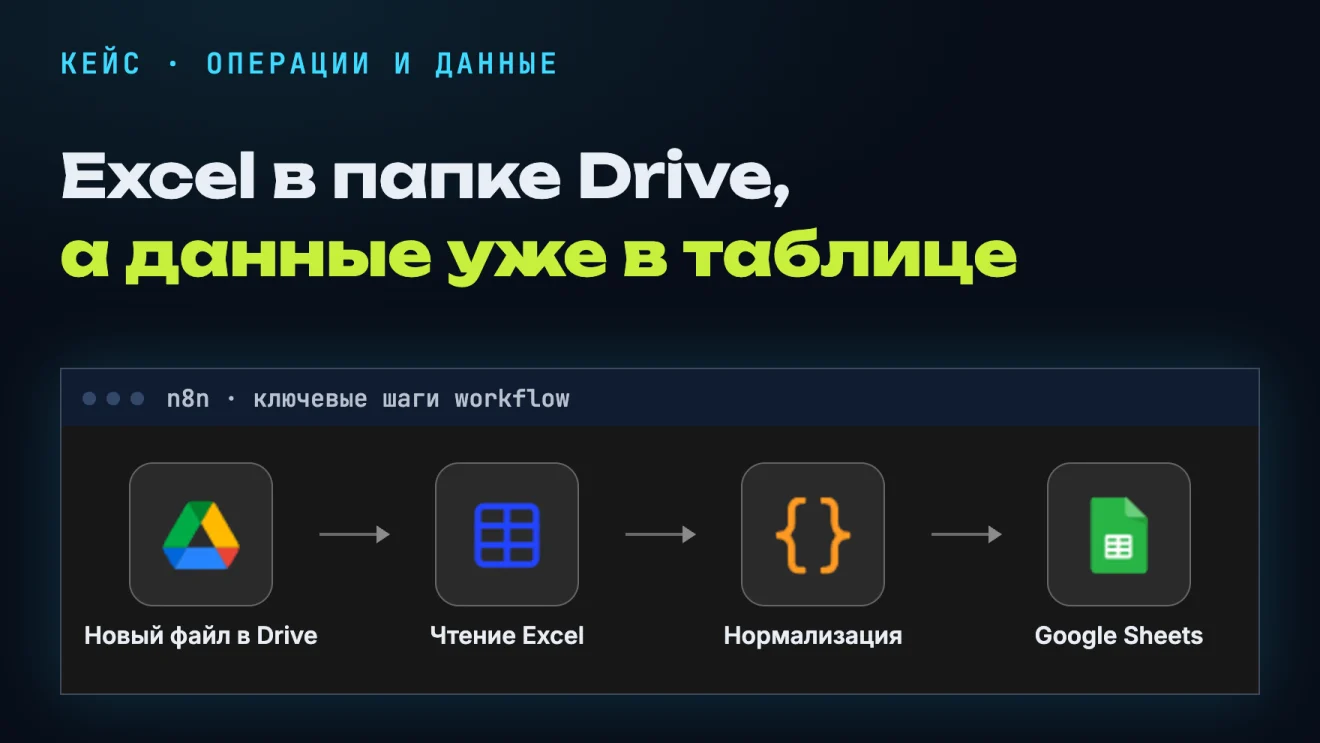 КЕЙС · ОПЕРАЦИИ И ДАННЫЕ
Excel в папке Drive,
а данные уже в таблице
n8n · ключевые шаги workflow
Новый файл в Drive
Чтение Excel
Нормализация
Google Sheets